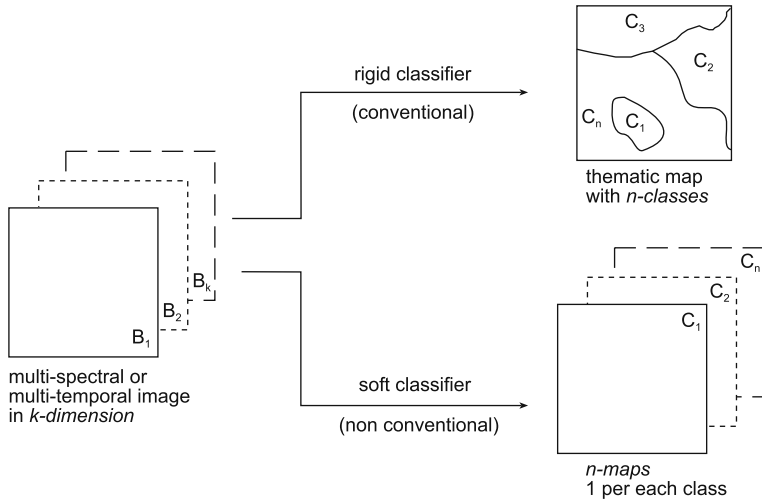 C₃
C₂
Cₙ
C₁
rigid classifier
(conventional)
thematic map
with n-classes
Bₖ
B₂
B₁
multi-spectral or
multi-temporal image
in k-dimension
Cₙ
C₂
C₁
soft classifier
(non conventional)
n-maps
1 per each class